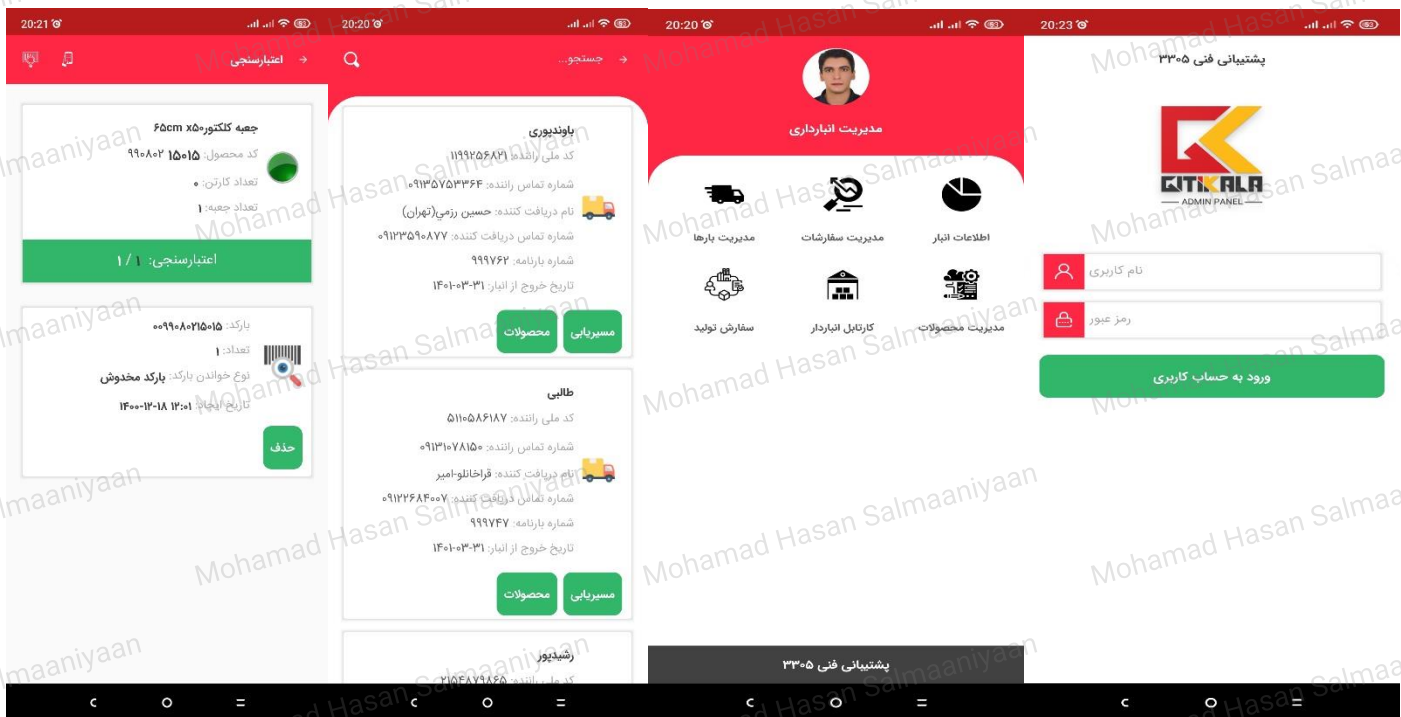 20:21
اعتبارسنجی
جعبه کلکتور۵۰x ۶۵cm
کد محصول: ۱۵۰۱۵ ۹۹۰۸۰۲
تعداد کارتن: ۰
تعداد جعبه: ۱
اعتبارسنجی: ۱ / ۱
بارکد: ۰۰۹۹۰۸۰۲۱۵۰۱۵
تعداد: ۱
نوع خواندن بارکد: بارکد مخدوش
تاریخ ایجاد: ۱۲:۰۱ ۱۸-۱۲-۱۴۰۰
حذف
20:20
جستجو...
باوندپوری
کد ملی راننده: ۱۱۹۹۲۵۶۸۲۱
شماره تماس راننده: ۰۹۱۳۵۷۵۳۳۶۴
نام دریافت کننده: حسین رزمي(تهران)
شماره تماس دریافت کننده: ۰۹۱۲۳۵۹۰۸۷۷
شماره بارنامه: ۹۹۹۷۶۲
تاریخ خروج از انبار: ۳۱-۰۳-۱۴۰۱
مسیریابی
محصولات
طالبی
کد ملی راننده: ۵۱۱۰۵۸۶۱۸۷
شماره تماس راننده: ۰۹۱۳۱۰۷۸۱۵۰
نام دریافت کننده: قراخانلو-امیر
شماره تماس دریافت کننده: ۰۹۱۲۲۶۸۴۰۰۷
شماره بارنامه: ۹۹۹۷۴۷
تاریخ خروج از انبار: ۳۱-۰۳-۱۴۰۱
مسیریابی
محصولات
رشیدپور
کد ملی راننده: ۲۱۵۴۸۷۹۸۶۵
20:20
مدیریت انبارداری
اطلاعات انبار
مدیریت سفارشات
مدیریت بارها
مدیریت محصولات
کارتابل انباردار
سفارش تولید
پشتیبانی فنی ۳۳۰۵
20:23
پشتیبانی فنی ۳۳۰۵
CITIKALA
ADMIN PANEL
نام کاربری
رمز عبور
ورود به حساب کاربری
Mohamad Hasan Salmaaniyaan